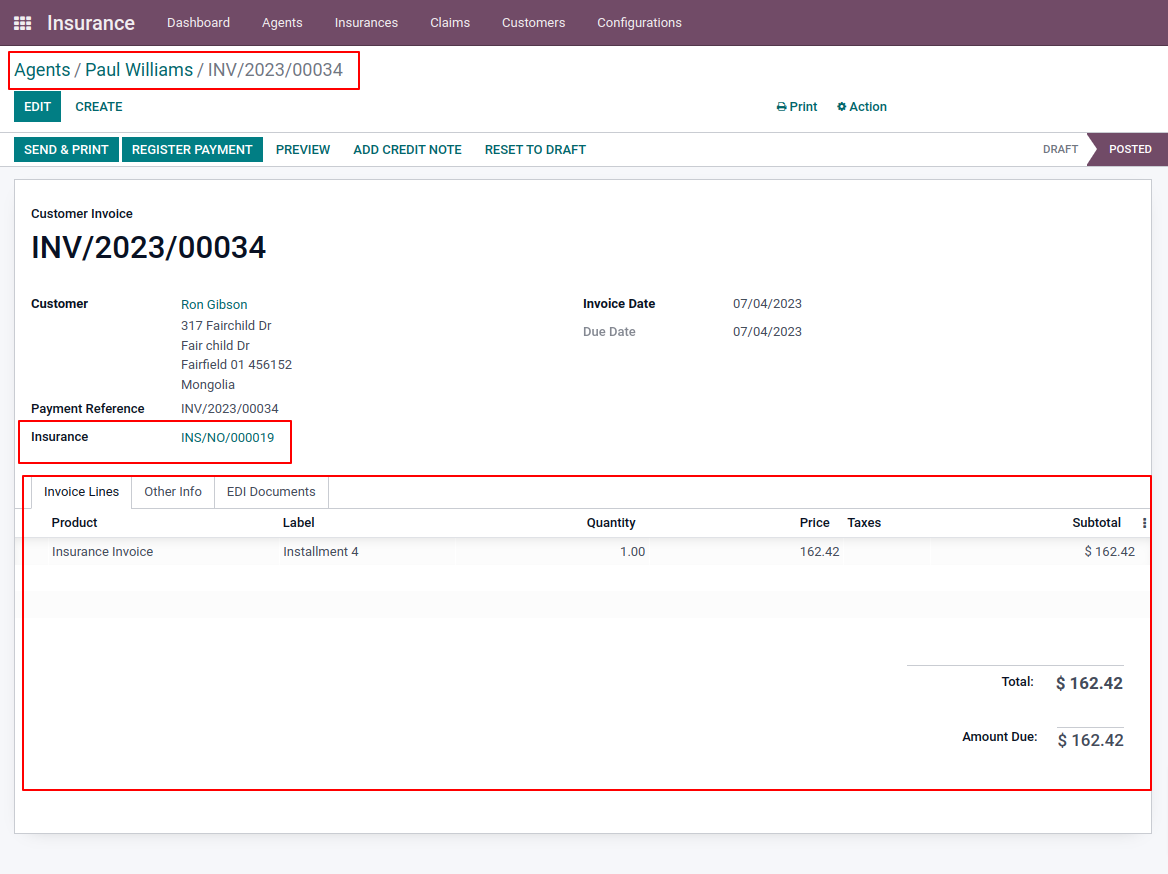 Insurance Dashboard Agents Insurances Claims Customers Configurations
Agents / Paul Williams / INV/2023/00034
EDIT CREATE Print Action
SEND & PRINT REGISTER PAYMENT PREVIEW ADD CREDIT NOTE RESET TO DRAFT DRAFT POSTED
Customer Invoice
INV/2023/00034
Customer Ron Gibson Invoice Date 07/04/2023
317 Fairchild Dr Due Date 07/04/2023
Fair child Dr
Fairfield 01 456152
Mongolia
Payment Reference INV/2023/00034
Insurance INS/NO/000019
Invoice Lines Other Info EDI Documents
Product Label Quantity Price Taxes Subtotal
Insurance Invoice Installment 4 1.00 162.42 $ 162.42
Total: $ 162.42
Amount Due: $ 162.42